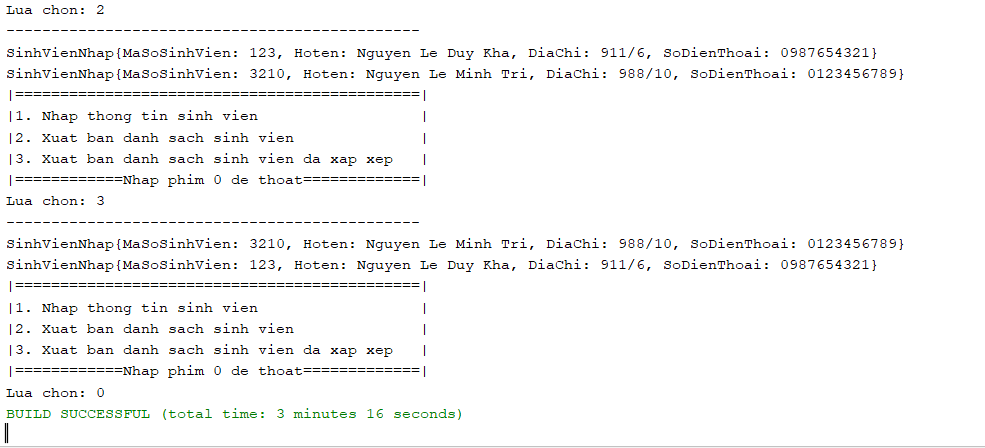 Lua chon: 2
----------------------------------------------
SinhVienNhap{MaSoSinhVien: 123, Hoten: Nguyen Le Duy Kha, DiaChi: 911/6, SoDienThoai: 0987654321}
SinhVienNhap{MaSoSinhVien: 3210, Hoten: Nguyen Le Minh Tri, DiaChi: 988/10, SoDienThoai: 0123456789}
|=============================================|
|1. Nhap thong tin sinh vien                  |
|2. Xuat ban danh sach sinh vien              |
|3. Xuat ban danh sach sinh vien da xap xep   |
|============Nhap phim 0 de thoat=============|
Lua chon: 3
----------------------------------------------
SinhVienNhap{MaSoSinhVien: 3210, Hoten: Nguyen Le Minh Tri, DiaChi: 988/10, SoDienThoai: 0123456789}
SinhVienNhap{MaSoSinhVien: 123, Hoten: Nguyen Le Duy Kha, DiaChi: 911/6, SoDienThoai: 0987654321}
|=============================================|
|1. Nhap thong tin sinh vien                  |
|2. Xuat ban danh sach sinh vien              |
|3. Xuat ban danh sach sinh vien da xap xep   |
|============Nhap phim 0 de thoat=============|
Lua chon: 0
BUILD SUCCESSFUL (total time: 3 minutes 16 seconds)